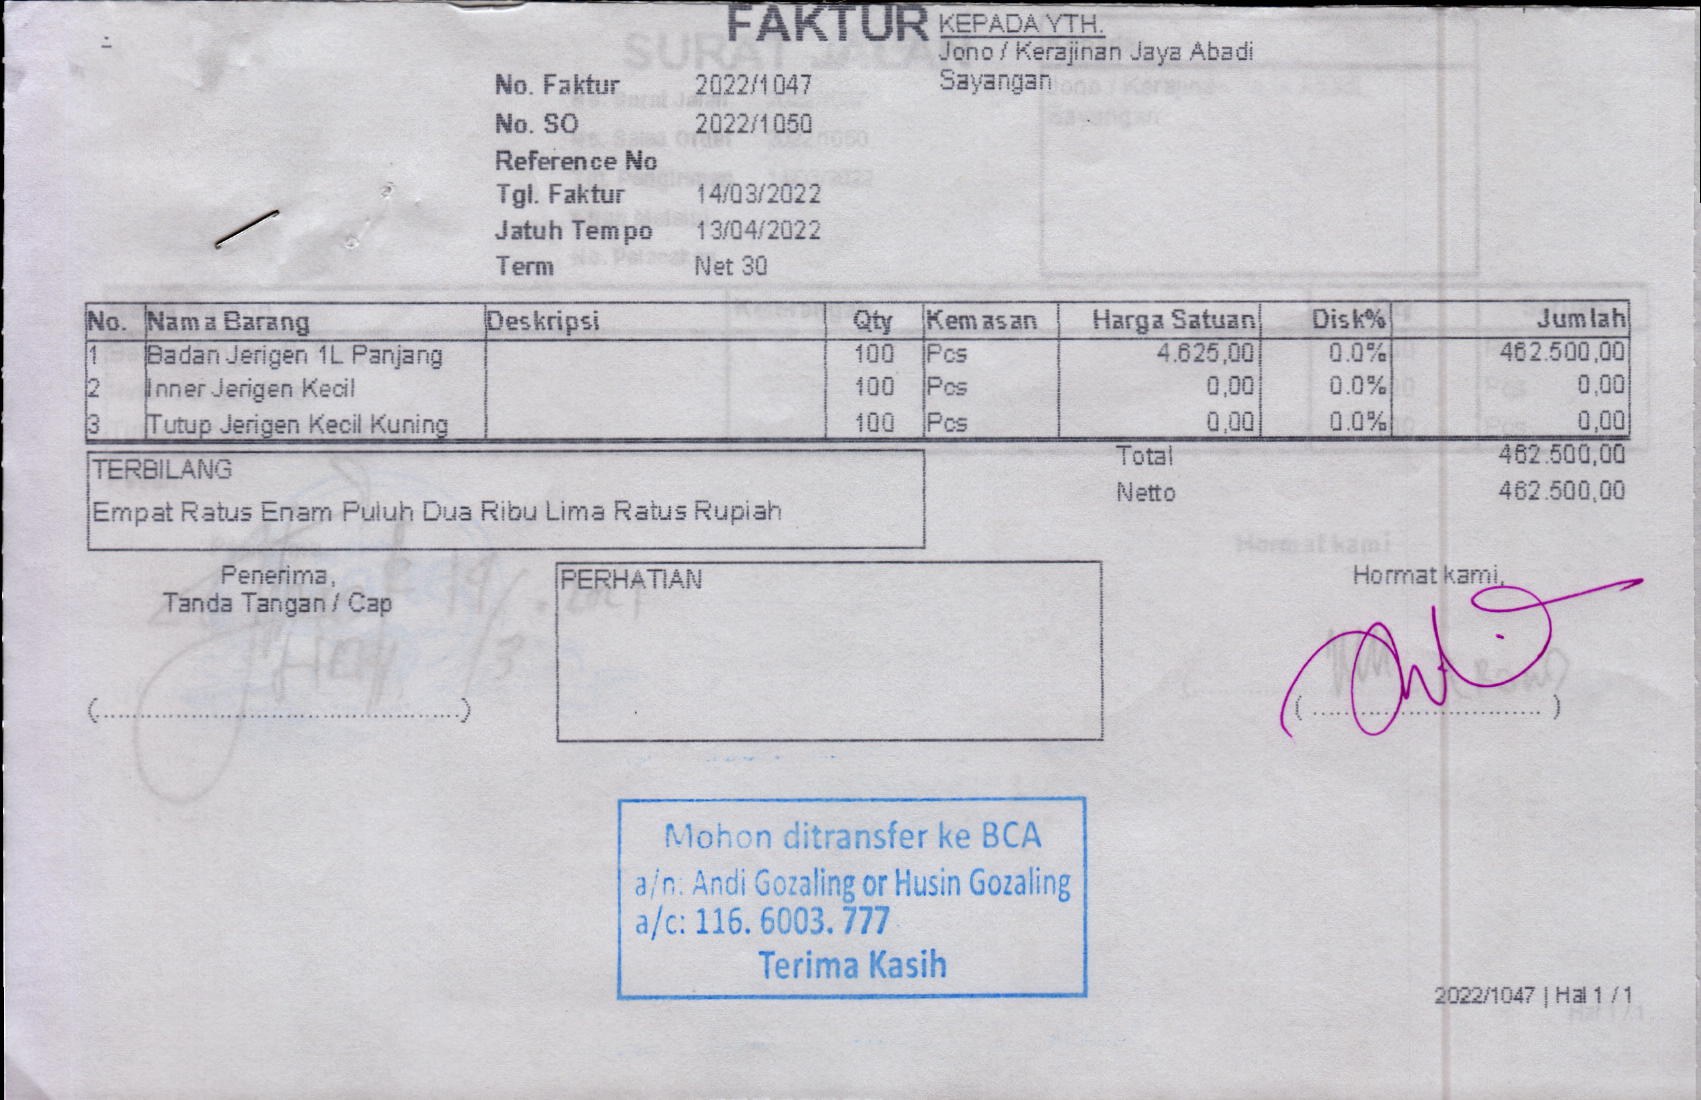 FAKTUR
KEPADA YTH.
Jono / Kerajinan Jaya Abadi
Sayangan
No. Faktur 2022/1047
No. SO 2022/1050
Reference No
Tgl. Faktur 14/03/2022
Jatuh Tempo 13/04/2022
Term Net 30
No. Nama Barang Deskripsi Qty Kemasan Harga Satuan Disk% Jumlah
1 Badan Jerigen 1L Panjang 100 Pcs 4.625,00 0.0% 462.500,00
2 Inner Jerigen Kecil 100 Pcs 0,00 0.0% 0,00
3 Tutup Jerigen Kecil Kuning 100 Pcs 0,00 0.0% 0,00
Total 462.500,00
Netto 462.500,00
TERBILANG
Empat Ratus Enam Puluh Dua Ribu Lima Ratus Rupiah
Penerima,
Tanda Tangan / Cap
(..............................................)
PERHATIAN
Hormat kami,
( ............................. )
Mohon ditransfer ke BCA
a/n: Andi Gozaling or Husin Gozaling
a/c: 116. 6003. 777
Terima Kasih
2022/1047 | Hal 1 / 1